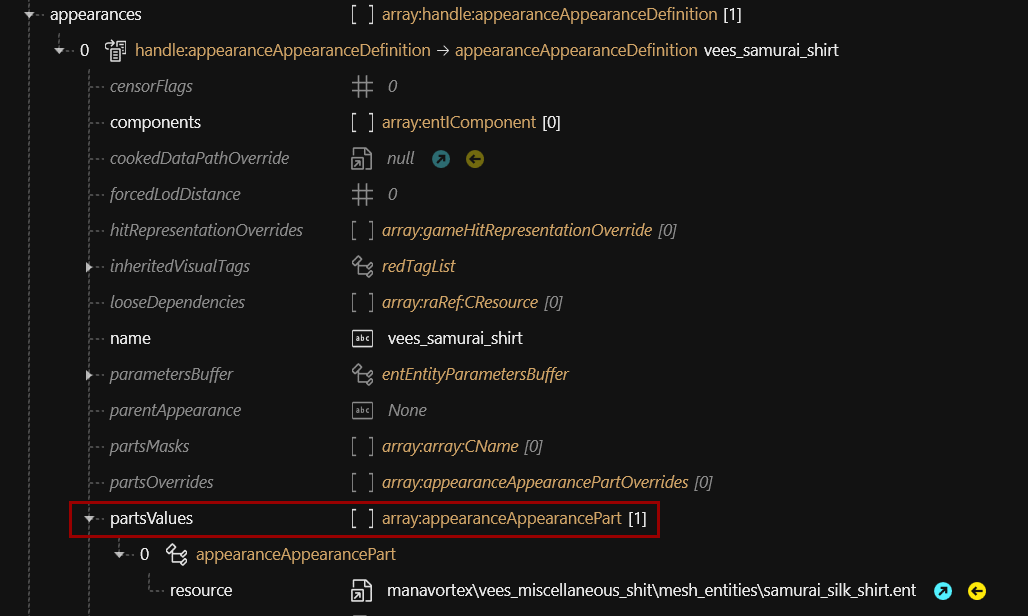 appearances [ ] array:handle:appearanceAppearanceDefinition [1]
0 handle:appearanceAppearanceDefinition → appearanceAppearanceDefinition vees_samurai_shirt
censorFlags 0
components [ ] array:entIComponent [0]
cookedDataPathOverride null
forcedLodDistance 0
hitRepresentationOverrides [ ] array:gameHitRepresentationOverride [0]
inheritedVisualTags redTagList
looseDependencies [ ] array:raRef:CResource [0]
name abc vees_samurai_shirt
parametersBuffer entEntityParametersBuffer
parentAppearance abc None
partsMasks [ ] array:array:CName [0]
partsOverrides [ ] array:appearanceAppearancePartOverrides [0]
partsValues [ ] array:appearanceAppearancePart [1]
0 appearanceAppearancePart
resource manavortex\vees_miscellaneous_shit\mesh_entities\samurai_silk_shirt.ent